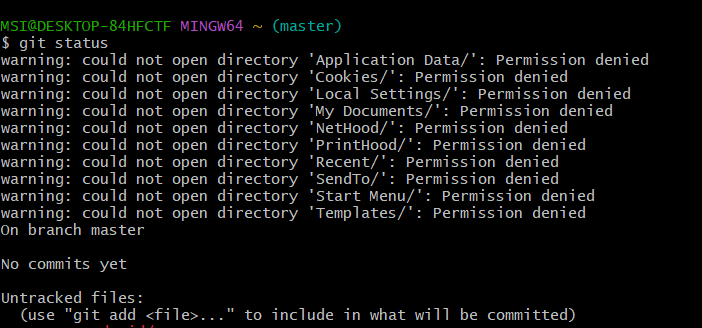 MSI@DESKTOP-84HFCTF MINGW64 ~ (master)
$ git status
warning: could not open directory 'Application Data/': Permission denied
warning: could not open directory 'Cookies/': Permission denied
warning: could not open directory 'Local Settings/': Permission denied
warning: could not open directory 'My Documents/': Permission denied
warning: could not open directory 'NetHood/': Permission denied
warning: could not open directory 'PrintHood/': Permission denied
warning: could not open directory 'Recent/': Permission denied
warning: could not open directory 'SendTo/': Permission denied
warning: could not open directory 'Start Menu/': Permission denied
warning: could not open directory 'Templates/': Permission denied
On branch master
No commits yet
Untracked files:
(use "git add <file>..." to include in what will be committed)